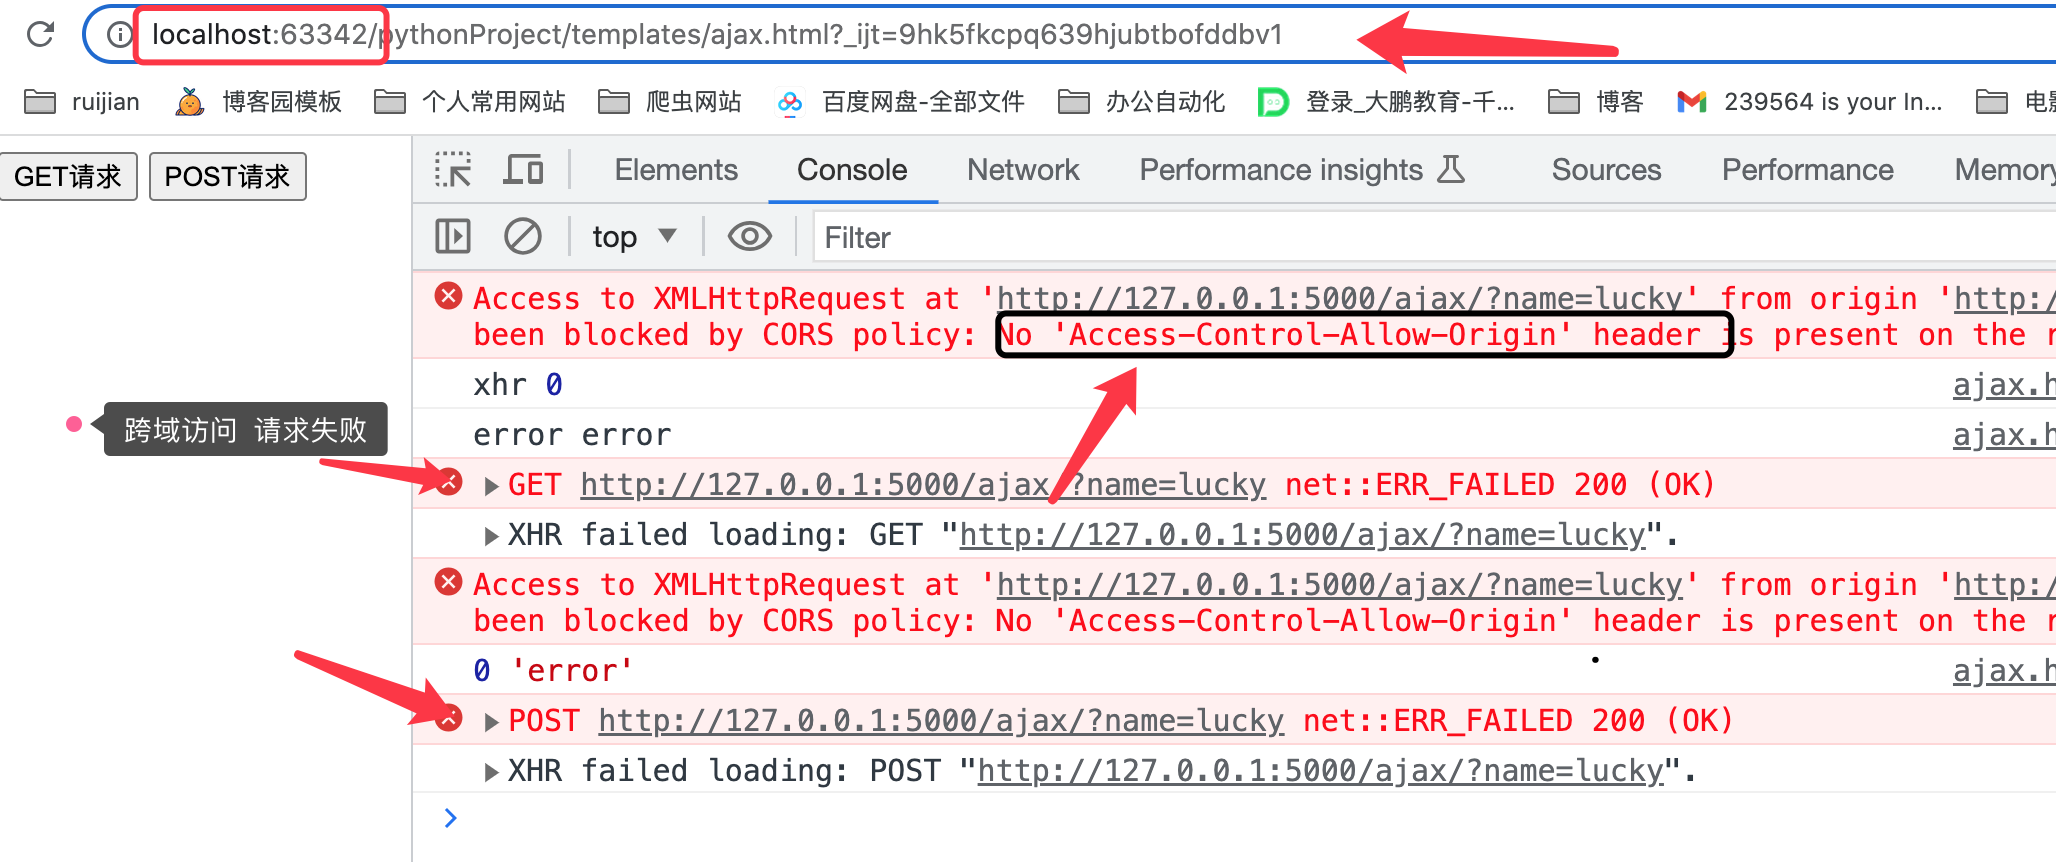 localhost:63342/pythonProject/templates/ajax.html?_ijt=9hk5fkcpq639hjubtbofddbv1
ruijian 博客园模板 个人常用网站 爬虫网站 百度网盘-全部文件 办公自动化 登录_大鹏教育-千... 博客 239564 is your In... 电影
GET请求 POST请求
Elements Console Network Performance insights Sources Performance Memory
top Filter
Access to XMLHttpRequest at 'http://127.0.0.1:5000/ajax/?name=lucky' from origin 'http:/
been blocked by CORS policy: No 'Access-Control-Allow-Origin' header is present on the r
xhr 0 ajax.h
跨域访问 请求失败
error error ajax.h
GET http://127.0.0.1:5000/ajax/?name=lucky net::ERR_FAILED 200 (OK)
XHR failed loading: GET "http://127.0.0.1:5000/ajax/?name=lucky".
Access to XMLHttpRequest at 'http://127.0.0.1:5000/ajax/?name=lucky' from origin 'http:/
been blocked by CORS policy: No 'Access-Control-Allow-Origin' header is present on the r
0 'error' ajax.h
POST http://127.0.0.1:5000/ajax/?name=lucky net::ERR_FAILED 200 (OK)
XHR failed loading: POST "http://127.0.0.1:5000/ajax/?name=lucky".